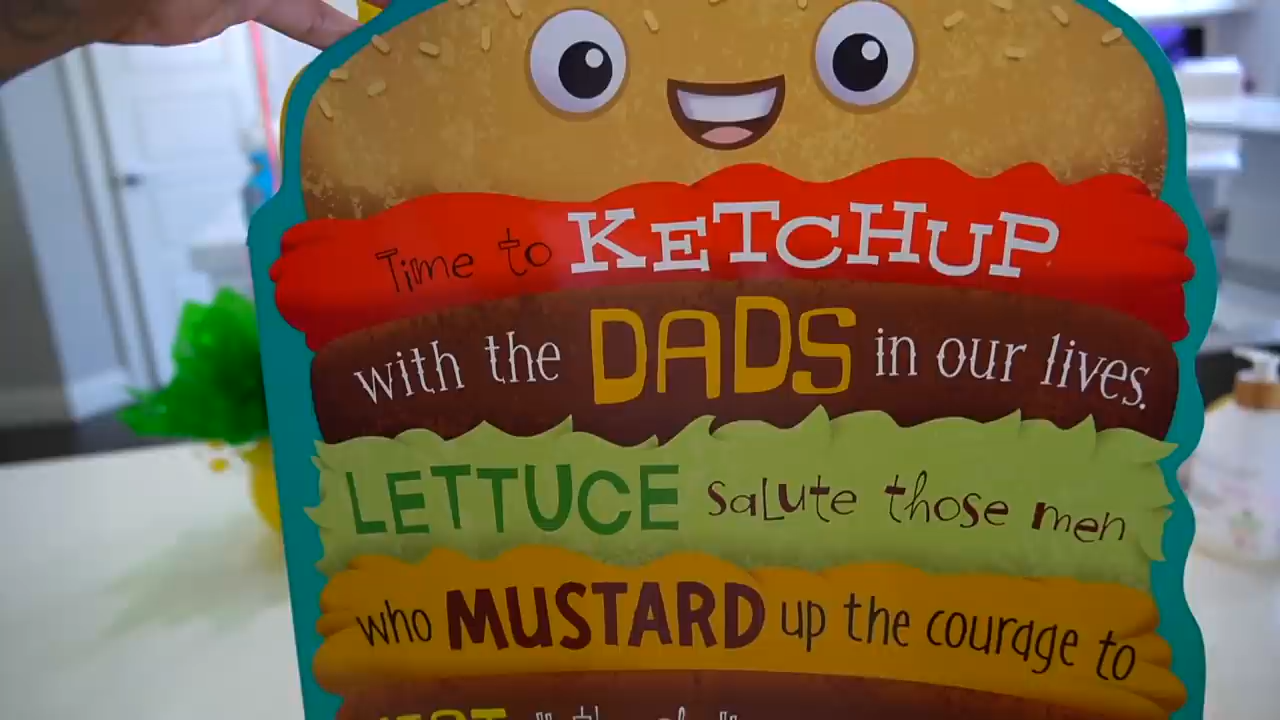 Time to KETCHUP
with the DADS in our lives.
LETTUCE salute those men
who MUSTARD up the courage to